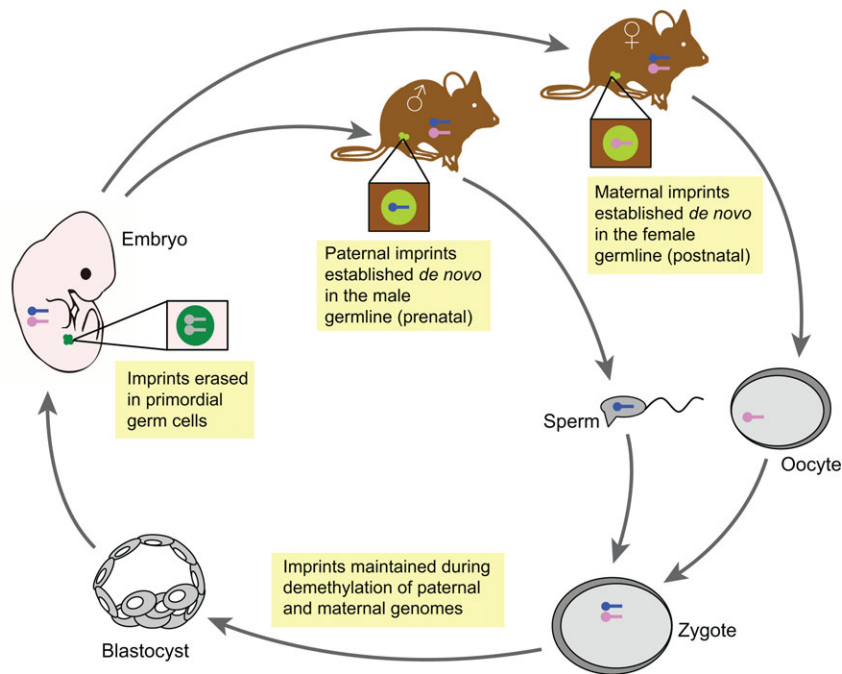 Embryo
Imprints erased
in primordial
germ cells
♂
Paternal imprints
established de novo
in the male
germline (prenatal)
♀
Maternal imprints
established de novo
in the female
germline (postnatal)
Sperm
Oocyte
Zygote
Imprints maintained during
demethylation of paternal
and maternal genomes
Blastocyst